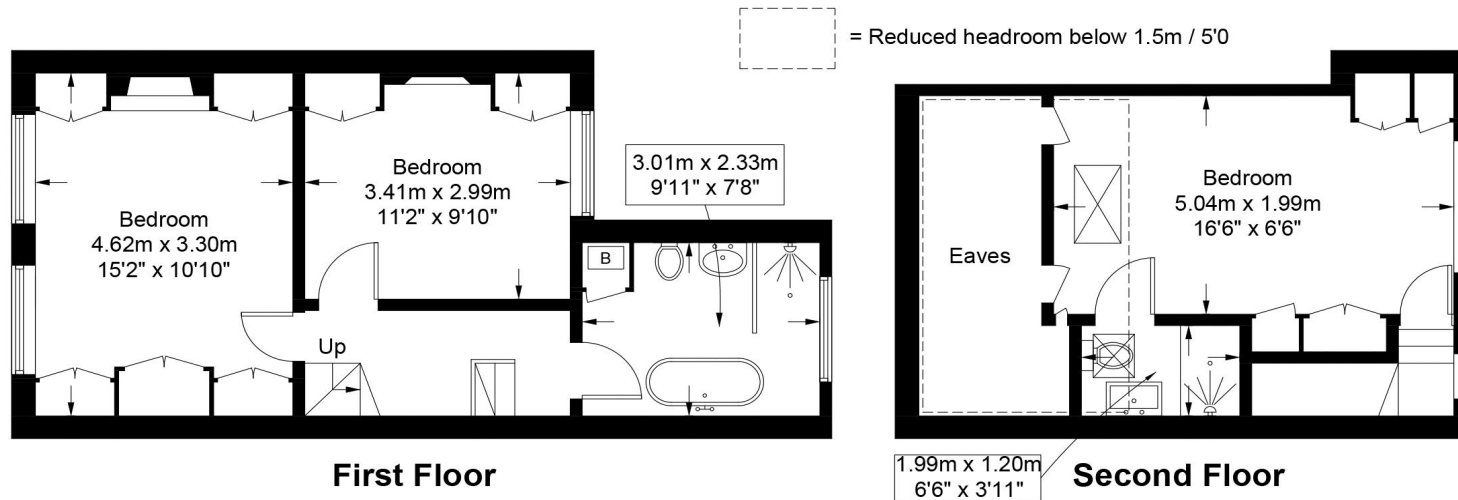 = Reduced headroom below 1.5m / 5'0
Bedroom
4.62m x 3.30m
15'2" x 10'10"
Bedroom
3.41m x 2.99m
11'2" x 9'10"
3.01m x 2.33m
9'11" x 7'8"
B
Up
First Floor
Eaves
Bedroom
5.04m x 1.99m
16'6" x 6'6"
1.99m x 1.20m
6'6" x 3'11"
Second Floor